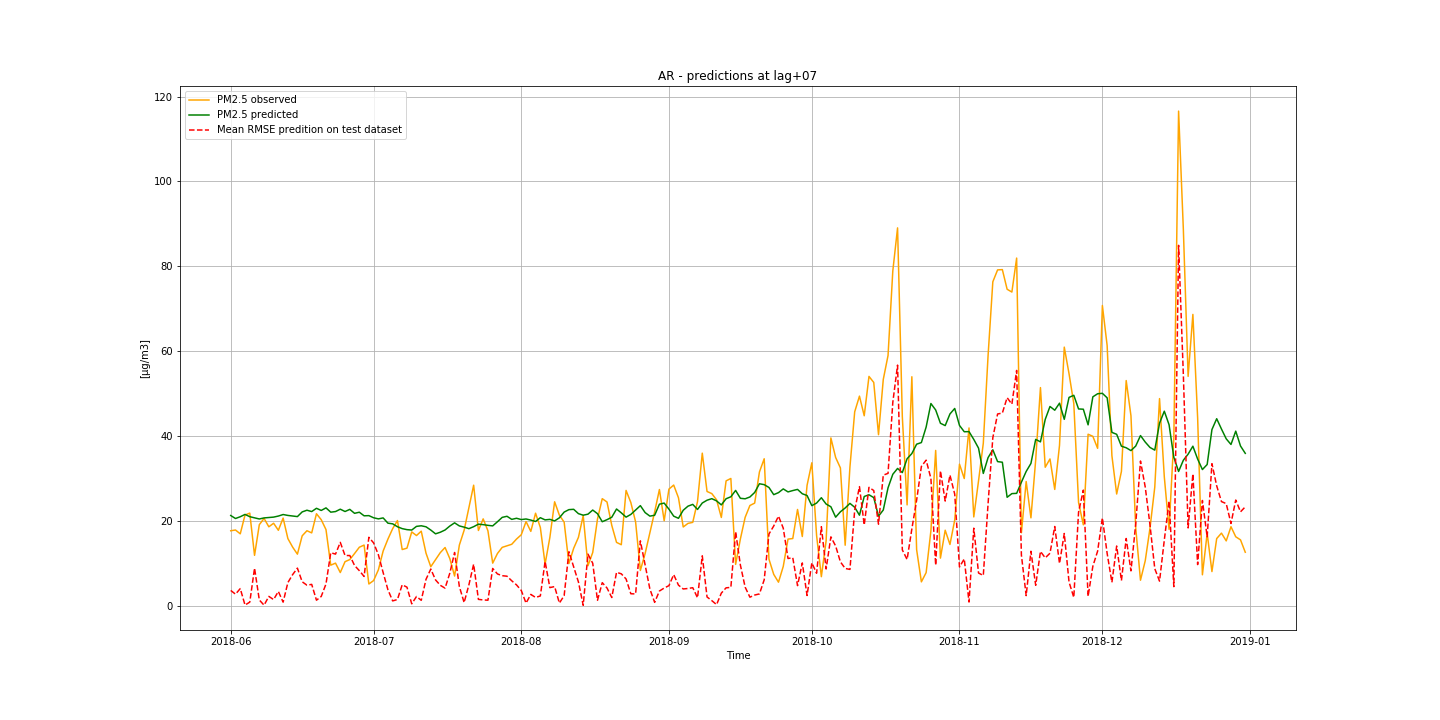 AR - predictions at lag+07
PM2.5 observed
PM2.5 predicted
Mean RMSE predition on test dataset
120
100
80
60
40
20
0
[µg/m3]
2018-06
2018-07
2018-08
2018-09
2018-10
2018-11
2018-12
2019-01
Time